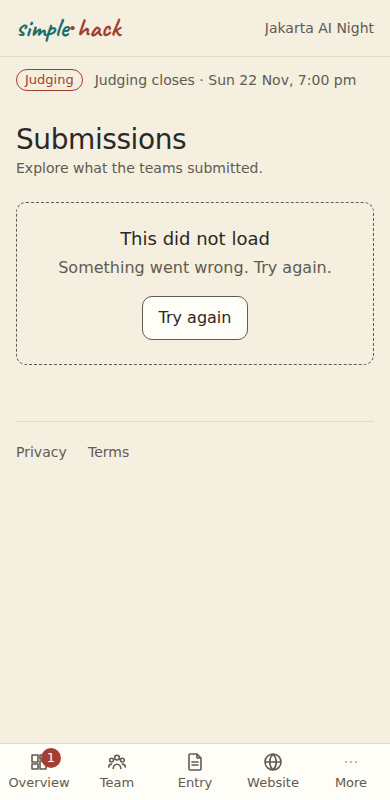 simple·hack
Jakarta AI Night
Judging
Judging closes · Sun 22 Nov, 7:00 pm
Submissions
Explore what the teams submitted.
This did not load
Something went wrong. Try again.
Try again
Privacy
Terms
1
Overview
Team
Entry
Website
More